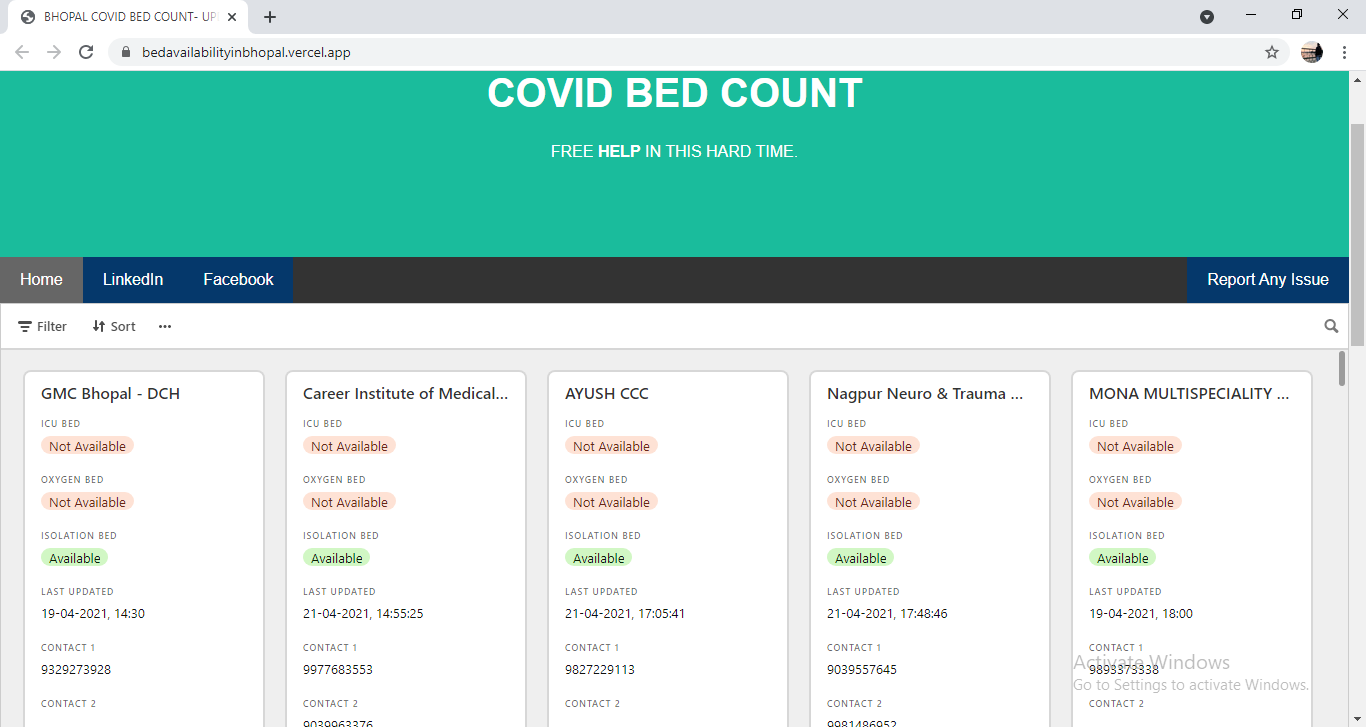 BHOPAL COVID BED COUNT- UP
bedavailabilityinbhopal.vercel.app
COVID BED COUNT
FREE HELP IN THIS HARD TIME.
Home LinkedIn Facebook Report Any Issue
Filter Sort
GMC Bhopal - DCH
ICU BED
Not Available
OXYGEN BED
Not Available
ISOLATION BED
Available
LAST UPDATED
19-04-2021, 14:30
CONTACT 1
9329273928
CONTACT 2
Career Institute of Medical...
ICU BED
Not Available
OXYGEN BED
Not Available
ISOLATION BED
Available
LAST UPDATED
21-04-2021, 14:55:25
CONTACT 1
9977683553
CONTACT 2
9039963376
AYUSH CCC
ICU BED
Not Available
OXYGEN BED
Not Available
ISOLATION BED
Available
LAST UPDATED
21-04-2021, 17:05:41
CONTACT 1
9827229113
CONTACT 2
Nagpur Neuro & Trauma ...
ICU BED
Not Available
OXYGEN BED
Not Available
ISOLATION BED
Available
LAST UPDATED
21-04-2021, 17:48:46
CONTACT 1
9039557645
CONTACT 2
9981486952
MONA MULTISPECIALITY ...
ICU BED
Not Available
OXYGEN BED
Not Available
ISOLATION BED
Available
LAST UPDATED
19-04-2021, 18:00
CONTACT 1
9893373338
CONTACT 2
Activate Windows
Go to Settings to activate Windows.